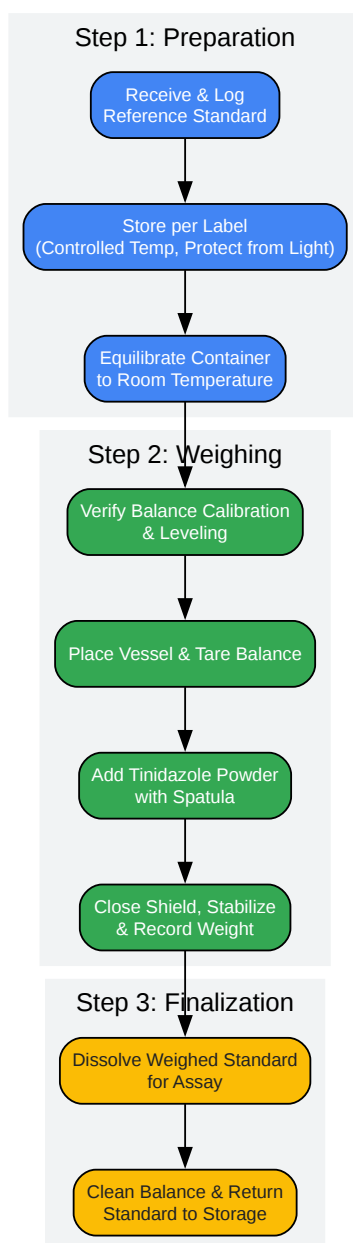 Step 1: Preparation
Receive & Log
Reference Standard
Store per Label
(Controlled Temp, Protect from Light)
Equilibrate Container
to Room Temperature
Step 2: Weighing
Verify Balance Calibration
& Leveling
Place Vessel & Tare Balance
Add Tinidazole Powder
with Spatula
Close Shield, Stabilize
& Record Weight
Step 3: Finalization
Dissolve Weighed Standard
for Assay
Clean Balance & Return
Standard to Storage